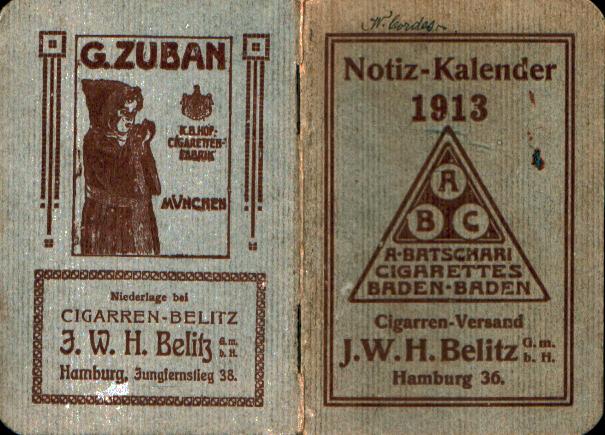 G.ZUBAN
K.B.HOF-
CIGARETTEN-
FABRIK
MÜNCHEN
Niederlage bei
CIGARREN-BELITZ
J. W. H. Belitz G.m.
b. H.
Hamburg, Jungfernstieg 38.
Notiz-Kalender
1913
A
B C
A·BATSCHARI
CIGARETTES
BADEN-BADEN
Cigarren-Versand
J.W.H.Belitz G.m.
b. H.
Hamburg 36.